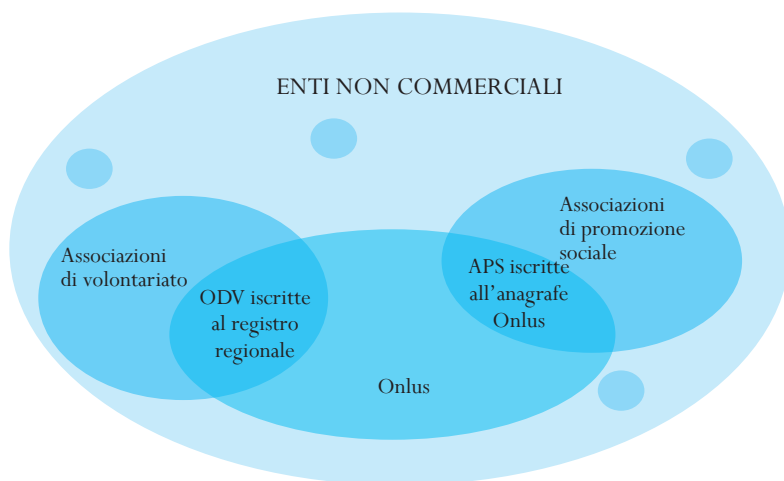 ENTI NON COMMERCIALI
Associazioni
di volontariato
ODV iscritte
al registro
regionale
Onlus
APS iscritte
all’anagrafe
Onlus
Associazioni
di promozione
sociale